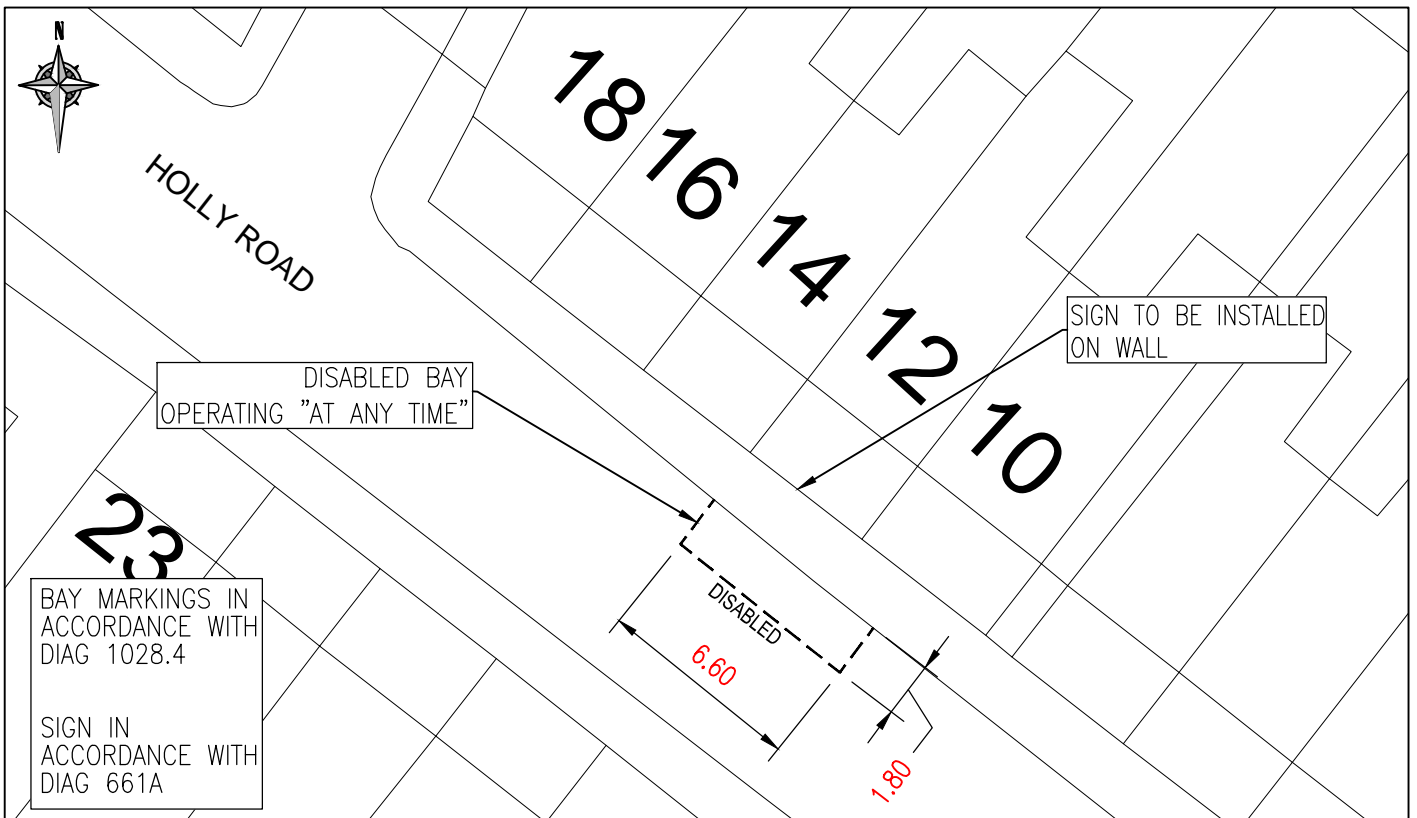 N
HOLLY ROAD
18
16
14
12
10
SIGN TO BE INSTALLED
ON WALL
DISABLED BAY
OPERATING "AT ANY TIME"
23
DISABLED
6.60
1.80
BAY MARKINGS IN
ACCORDANCE WITH
DIAG 1028.4
SIGN IN
ACCORDANCE WITH
DIAG 661A